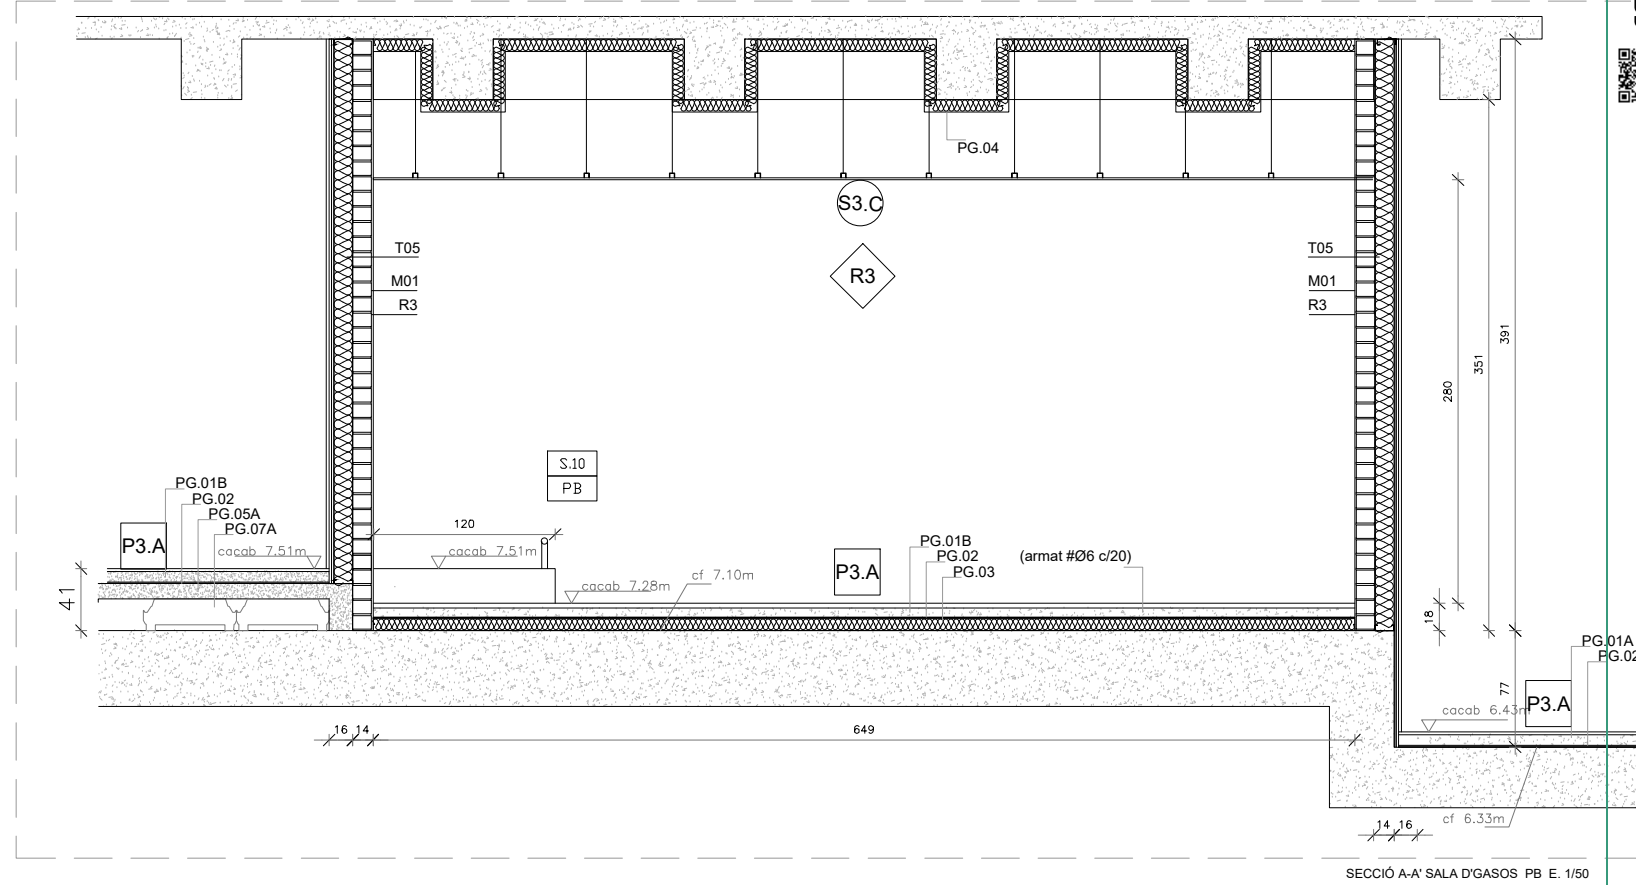 PG.04
S3.C
T05
T05
R3
M01
M01
R3
R3
391
351
280
S.10
PB
PG.01B
PG.02
PG.05A
PG.07A
120
P3.A
cacab 7.51m
cacab 7.51m
PG.01B
PG.02
PG.03
(armat #Ø6 c/20)
P3.A
cf 7.10m
cacab 7.28m
41
18
PG.01A
PG.02
77
P3.A
cacab 6.43m
16
14
649
cf 6.33m
14
16
SECCIÓ A-A' SALA D'GASOS PB E. 1/50